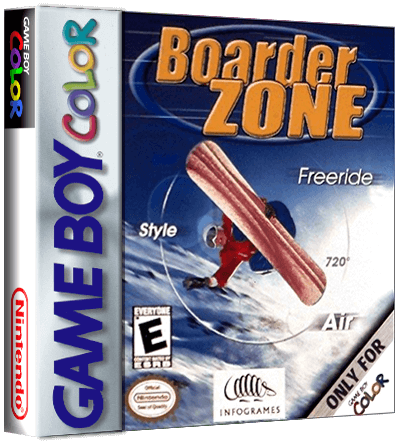 GAME BOY
COLOR
Nintendo
GAME BOY COLOR
Boarder
ZONE
Freeride
Style
720°
Air
EVERYONE
E
ESRB
Official
Nintendo
Seal of Quality
INFOGRAMES
ONLY FOR
GAME BOY
COLOR